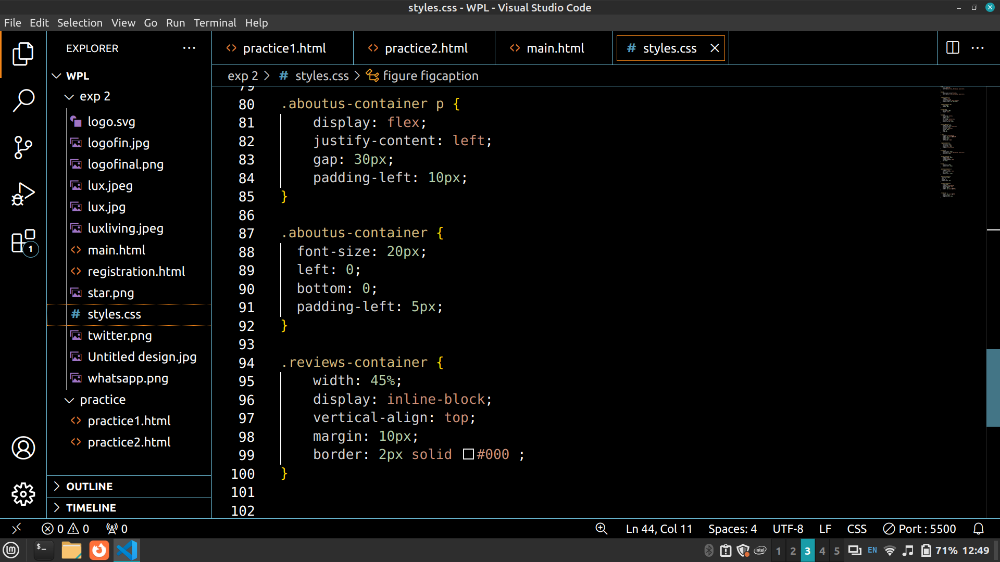 styles.css - WPL - Visual Studio Code
File Edit Selection View Go Run Terminal Help
EXPLORER
WPL
exp 2
logo.svg
logofin.jpg
logofinal.png
lux.jpeg
lux.jpg
luxliving.jpeg
main.html
registration.html
star.png
styles.css
twitter.png
Untitled design.jpg
whatsapp.png
practice
practice1.html
practice2.html
OUTLINE
TIMELINE
1
practice1.html practice2.html main.html # styles.css
exp 2 > # styles.css > figure figcaption
79
80 .aboutus-container p {
81 display: flex;
82 justify-content: left;
83 gap: 30px;
84 padding-left: 10px;
85 }
86
87 .aboutus-container {
88 font-size: 20px;
89 left: 0;
90 bottom: 0;
91 padding-left: 5px;
92 }
93
94 .reviews-container {
95 width: 45%;
96 display: inline-block;
97 vertical-align: top;
98 margin: 10px;
99 border: 2px solid #000 ;
100 }
101
102
0 0 0 Ln 44, Col 11 Spaces: 4 UTF-8 LF CSS Port : 5500
1 2 3 4 5 EN 71% 12:49